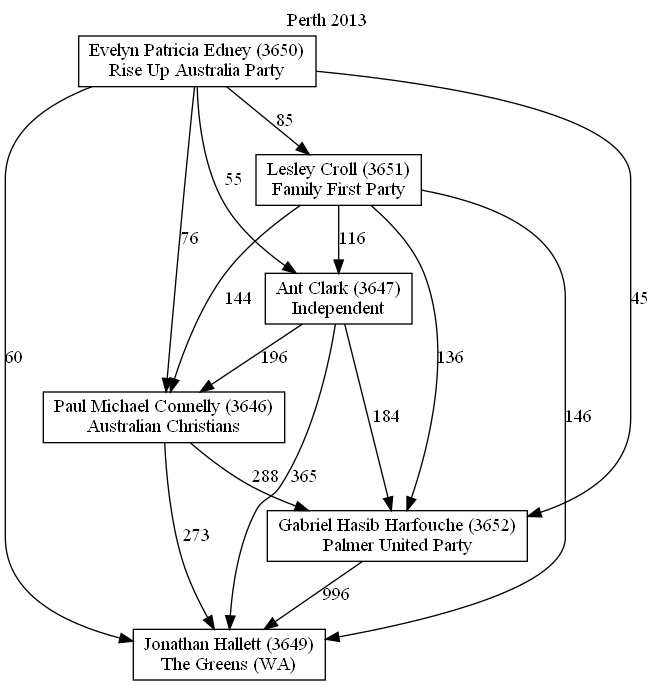 Perth 2013
Evelyn Patricia Edney (3650)
Rise Up Australia Party
85
Lesley Croll (3651)
Family First Party
55
76
116
Ant Clark (3647)
Independent
144
45
60
196
136
184
146
Paul Michael Connelly (3646)
Australian Christians
288
365
273
Gabriel Hasib Harfouche (3652)
Palmer United Party
996
Jonathan Hallett (3649)
The Greens (WA)